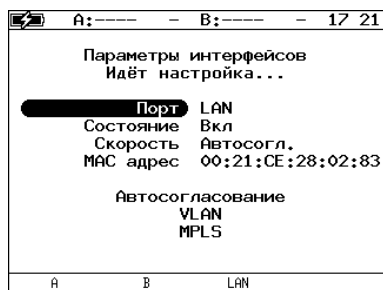 A:---- – B:---- – 17 21
Параметры интерфейсов
Идёт настройка...
Порт LAN
Состояние Вкл
Скорость Автосогл.
MAC адрес 00:21:CE:28:02:83
Автосогласование
VLAN
MPLS
A B LAN